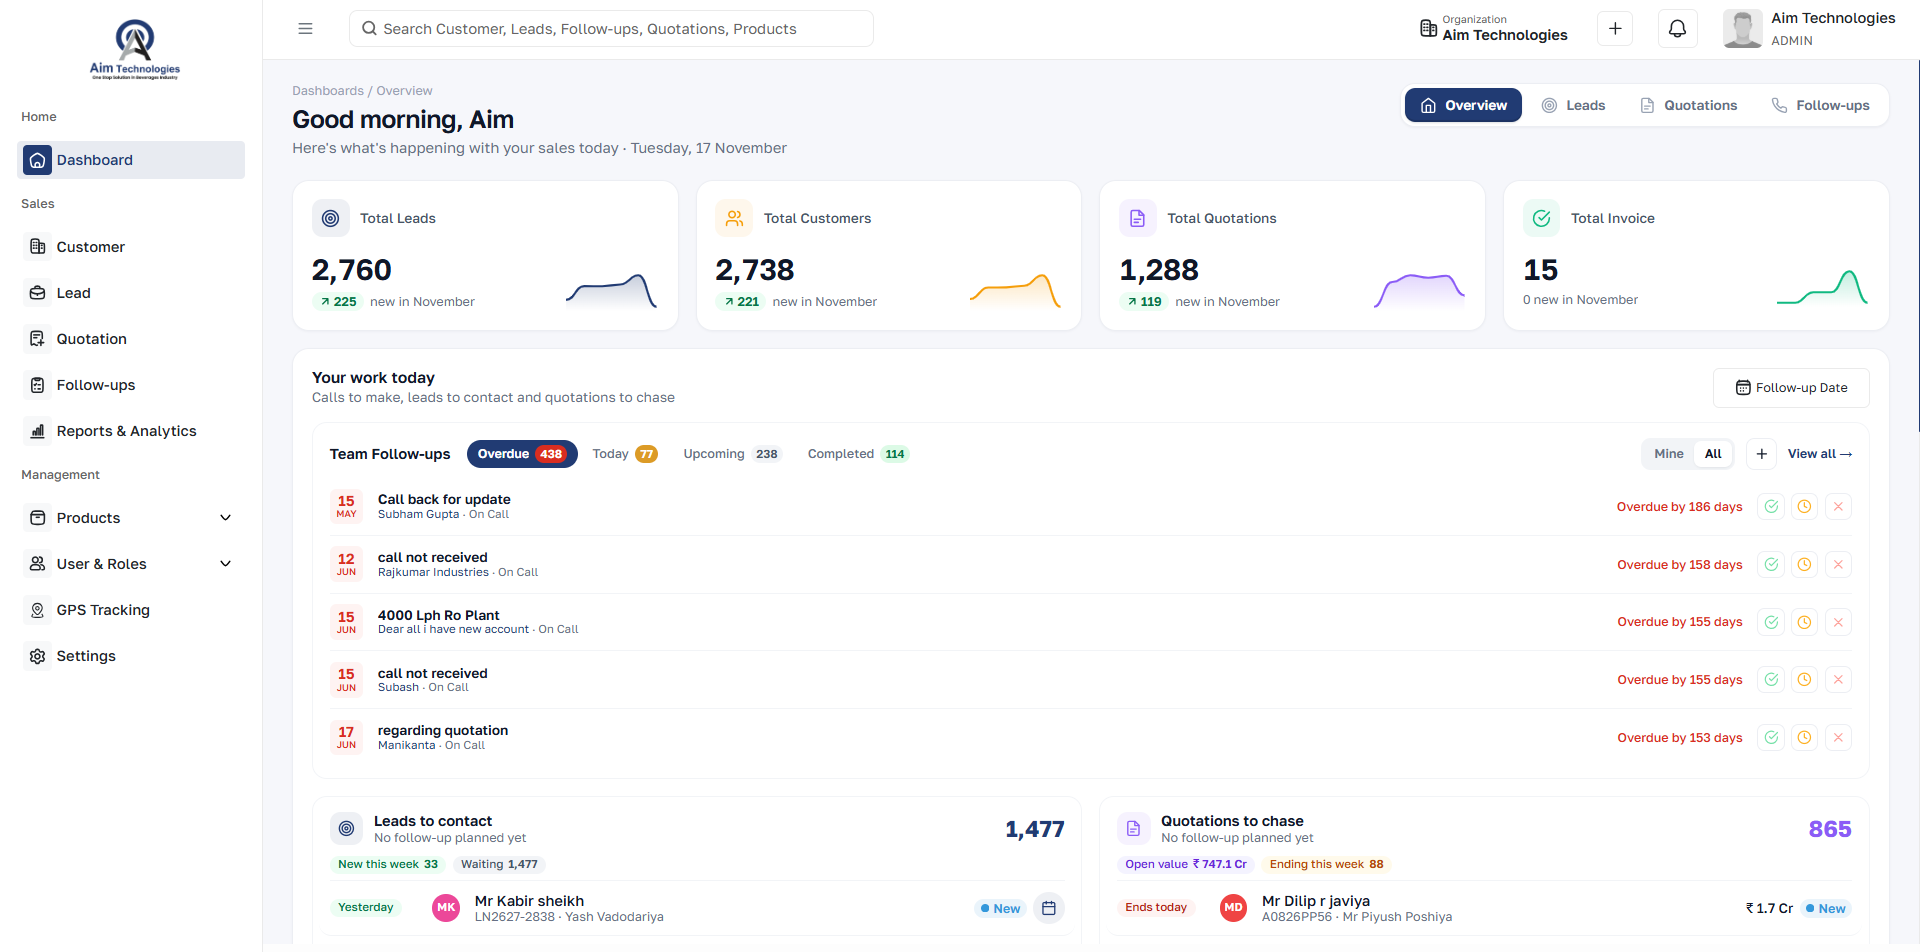 Aim Technologies
One Stop Solution in Beverages Industry
Home
Dashboard
Sales
Customer
Lead
Quotation
Follow-ups
Reports & Analytics
Management
Products
User & Roles
GPS Tracking
Settings
Search Customer, Leads, Follow-ups, Quotations, Products
Organization
Aim Technologies
Aim Technologies
ADMIN
Dashboards / Overview
Good morning, Aim
Here's what's happening with your sales today · Tuesday, 17 November
Overview
Leads
Quotations
Follow-ups
Total Leads
2,760
225 new in November
Total Customers
2,738
221 new in November
Total Quotations
1,288
119 new in November
Total Invoice
15
0 new in November
Your work today
Calls to make, leads to contact and quotations to chase
Follow-up Date
Team Follow-ups
Overdue 438
Today 77
Upcoming 238
Completed 114
Mine
All
View all →
15 MAY
Call back for update
Subham Gupta · On Call
Overdue by 186 days
12 JUN
call not received
Rajkumar Industries · On Call
Overdue by 158 days
15 JUN
4000 Lph Ro Plant
Dear all i have new account · On Call
Overdue by 155 days
15 JUN
call not received
Subash · On Call
Overdue by 155 days
17 JUN
regarding quotation
Manikanta · On Call
Overdue by 153 days
Leads to contact
No follow-up planned yet
1,477
New this week 33
Waiting 1,477
Yesterday
MK
Mr Kabir sheikh
LN2627-2838 · Yash Vadodariya
New
Quotations to chase
No follow-up planned yet
865
Open value ₹ 747.1 Cr
Ending this week 88
Ends today
MD
Mr Dilip r javiya
A0826PP56 · Mr Piyush Poshiya
₹ 1.7 Cr
New